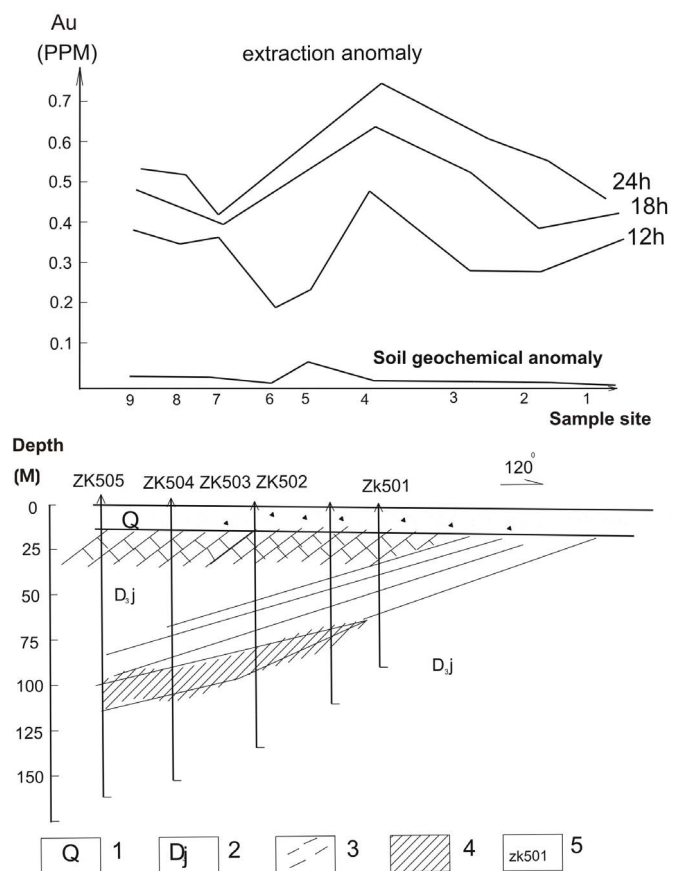 Au
(PPM)
extraction anomaly
0.7
0.6
0.5
0.4
0.3
0.2
0.1
24h
18h
12h
Soil geochemical anomaly
9 8 7 6 5 4 3 2 1
Sample site
Depth
(M)
ZK505 ZK504 ZK503 ZK502 Zk501
120°
0
25
50
75
100
125
150
Q
D₃j
D₃j
Q 1 Dj 2 3 4 zk501 5